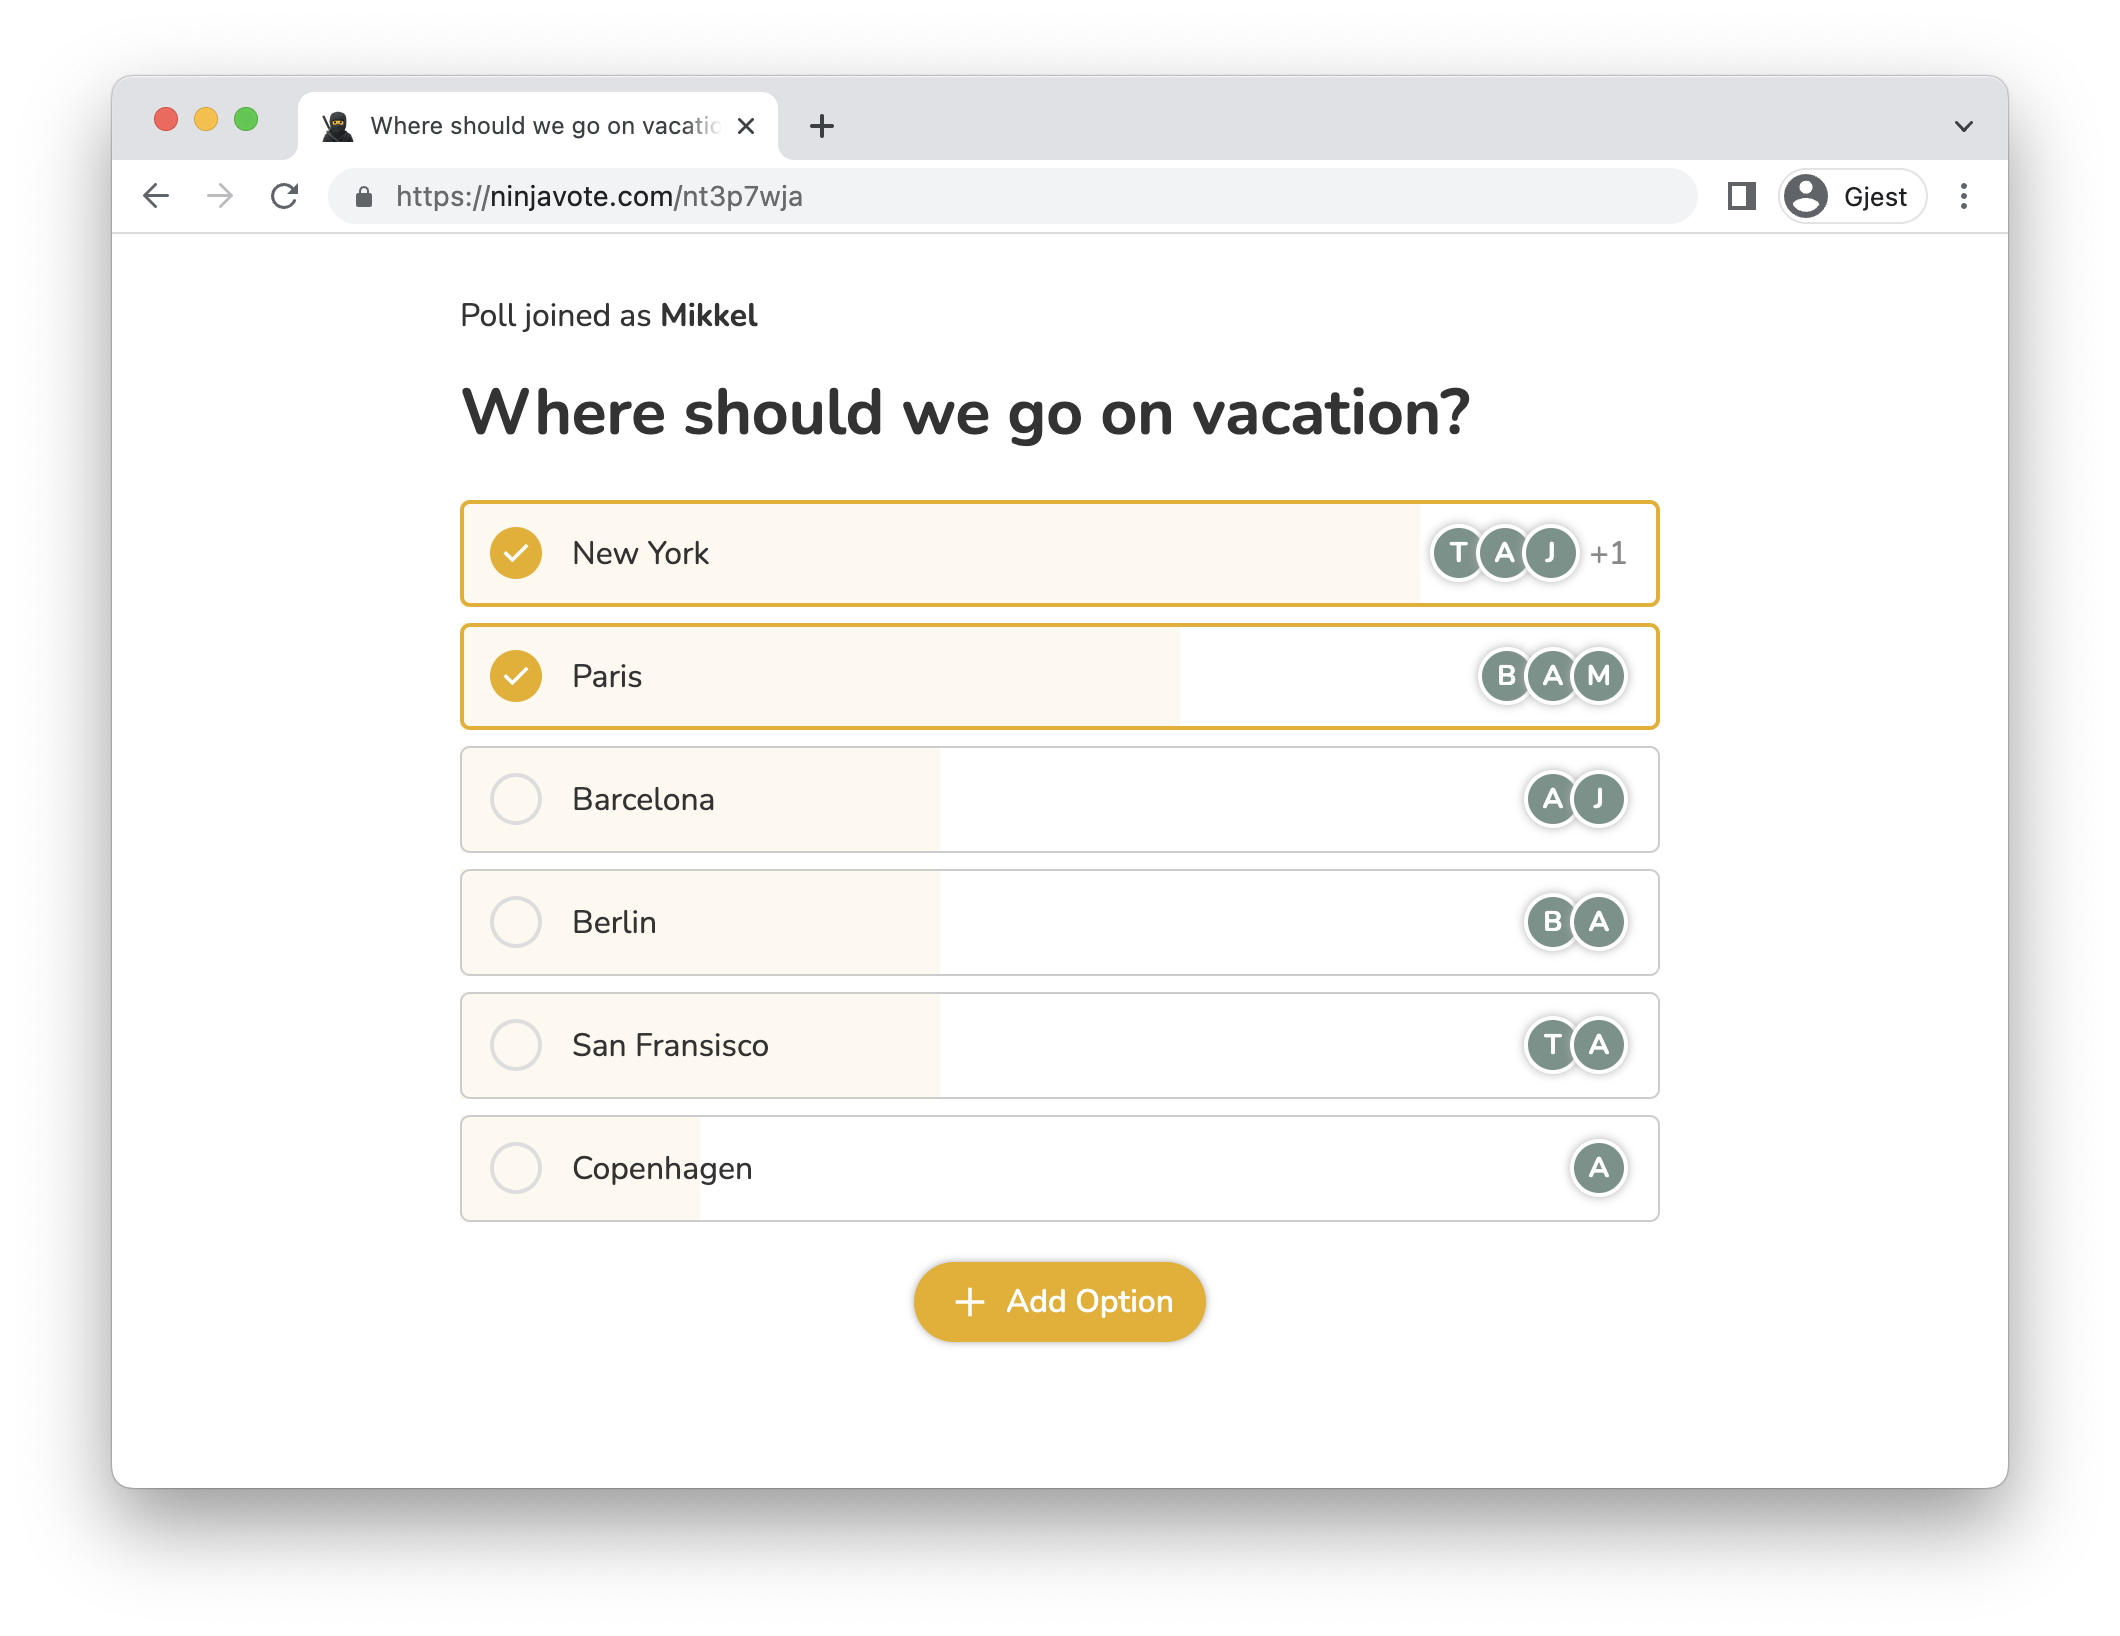 Where should we go on vacatio
https://ninjavote.com/nt3p7wja
Gjest
Poll joined as Mikkel
Where should we go on vacation?
New York T A J +1
Paris B A M
Barcelona A J
Berlin B A
San Fransisco T A
Copenhagen A
+ Add Option